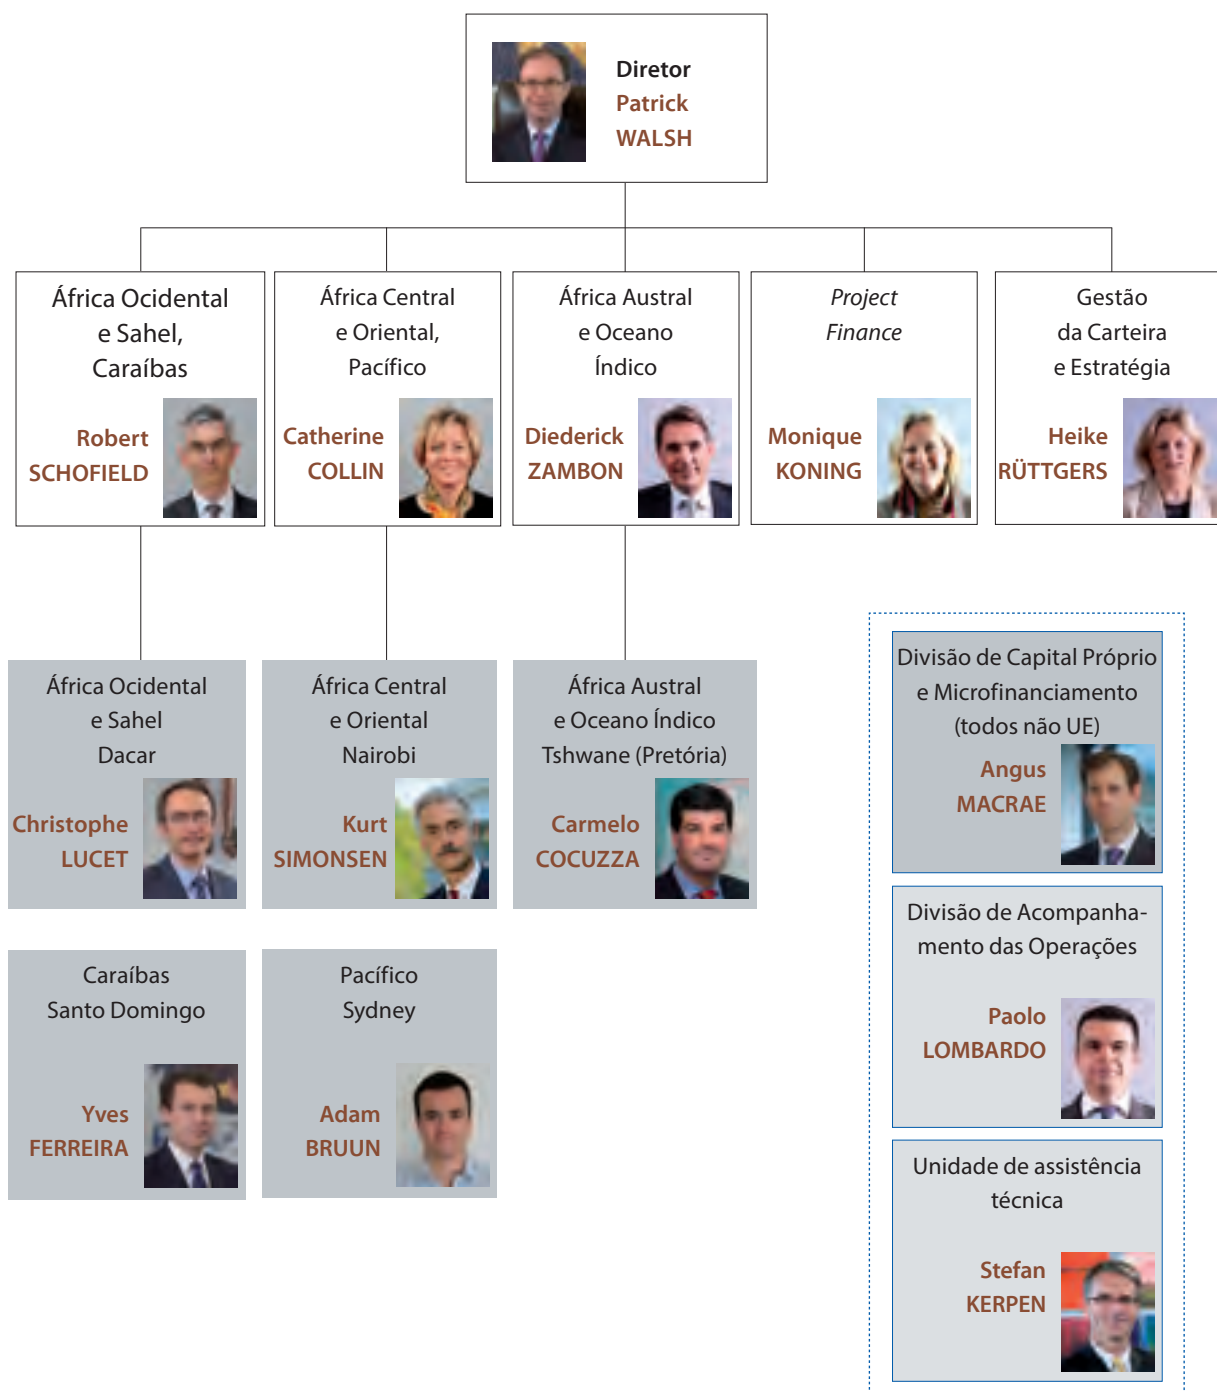 Diretor
Patrick
WALSH
África Ocidental
e Sahel,
Caraíbas
Robert
SCHOFIELD
África Central
e Oriental,
Pacífico
Catherine
COLLIN
África Austral
e Oceano
Índico
Diederick
ZAMBON
Project
Finance
Monique
KONING
Gestão
da Carteira
e Estratégia
Heike
RÜTTGERS
África Ocidental
e Sahel
Dacar
Christophe
LUCET
África Central
e Oriental
Nairobi
Kurt
SIMONSEN
África Austral
e Oceano Índico
Tshwane (Pretória)
Carmelo
COCUZZA
Caraíbas
Santo Domingo
Yves
FERREIRA
Pacífico
Sydney
Adam
BRUUN
Divisão de Capital Próprio
e Microfinanciamento
(todos não UE)
Angus
MACRAE
Divisão de Acompanha-
mento das Operações
Paolo
LOMBARDO
Unidade de assistência
técnica
Stefan
KERPEN